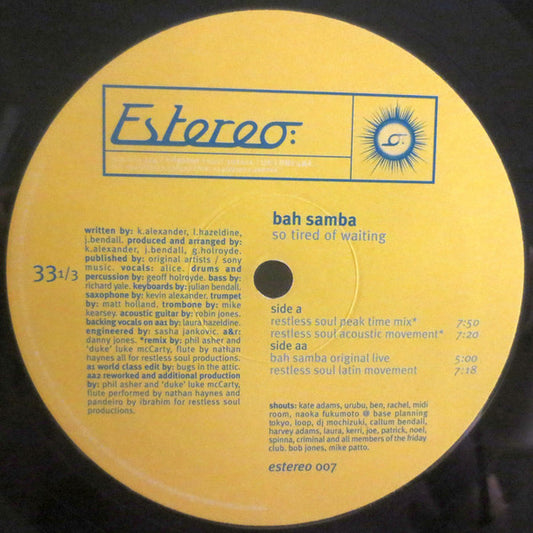 Estereo:
bah samba
so tired of waiting
written by: k.alexander, l.hazeldine,
j.bendall. produced and arranged by:
k.alexander, j.bendall, g.holroyde.
published by: original artists / sony
music. vocals: alice. drums and
percussion by: geoff holroyde. bass by:
richard yale. keyboards by: julian bendall.
saxophone by: kevin alexander. trumpet
by: matt holland. trombone by: mike
kearsey. acoustic guitar by: robin jones.
backing vocals on aa1 by: laura hazeldine.
engineered by: sasha jankovic. a&r:
danny jones. *remix by: phil asher and
'duke' luke mcCarty, flute by nathan
haynes all for restless soul productions.
a1 world class edit by: bugs in the attic.
aa2 reworked and additional production
by: phil asher and 'duke' luke mcCarty,
flute performed by nathan haynes and
pandeiro by ibrahim for restless soul
productions.
33 1/3
side a
restless soul peak time mix* 7:50
restless soul acoustic movement* 7:20
side aa
bah samba original live 5:00
restless soul latin movement 7:18
shouts: kate adams, urubu, ben, rachel, midi
room, naoka fukumoto @ base planning
tokyo, loop, dj mochizuki, callum bendall,
harvey adams, laura, kerri, joe, patrick, noel,
spinna, criminal and all members of the friday
club. bob jones, mike patto.
estereo 007